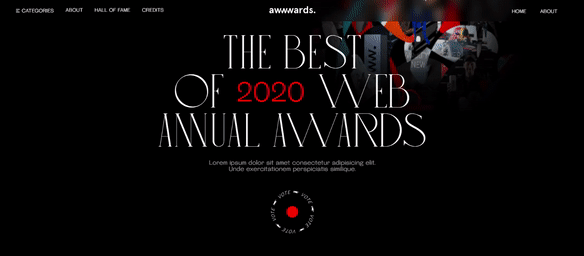 CATEGORIES ABOUT HALL OF FAME CREDITS awwwards. HOME ABOUT
THE BEST
OF 2020 WEB
ANNUAL AWARDS
Lorem ipsum dolor sit amet consectetur adipisicing elit.
Unde exercitationem perspiciatis similique.
VOTE VOTE VOTE VOTE VOTE